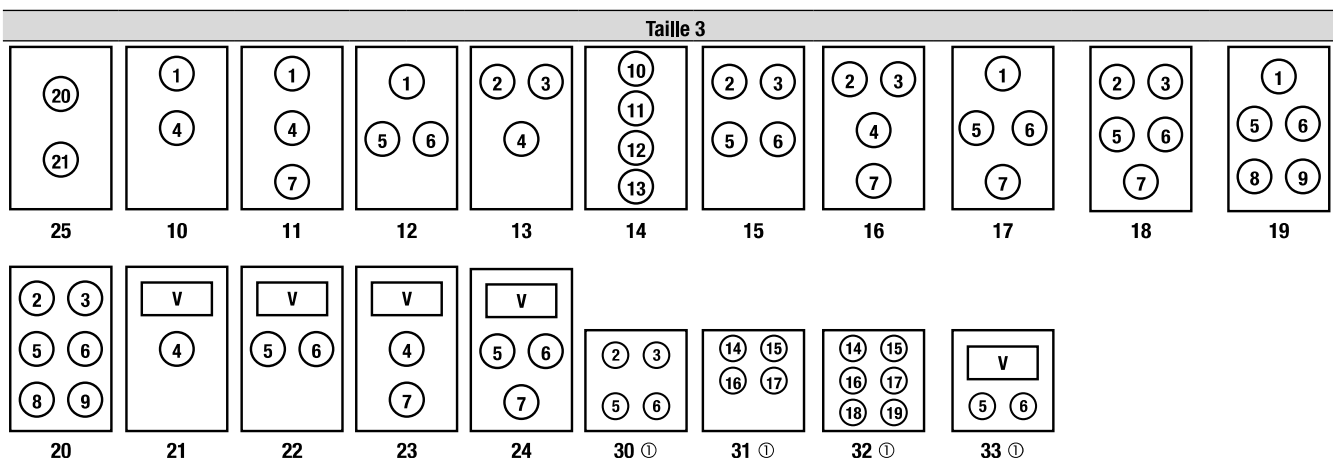 Taille 3
20 1 1 1 2 3 10 2 3 2 3 1 2 3 1
21 4 4 5 6 4 11 5 6 4 5 6 5 6 5 6
7 12 7 7 7 8 9
13
25 10 11 12 13 14 15 16 17 18 19
2 3 V V V V
5 6 4 5 6 4 5 6 2 3 14 15 14 15 V
8 9 7 7 5 6 16 17 16 17 5 6
18 19
20 21 22 23 24 30 ① 31 ① 32 ① 33 ①